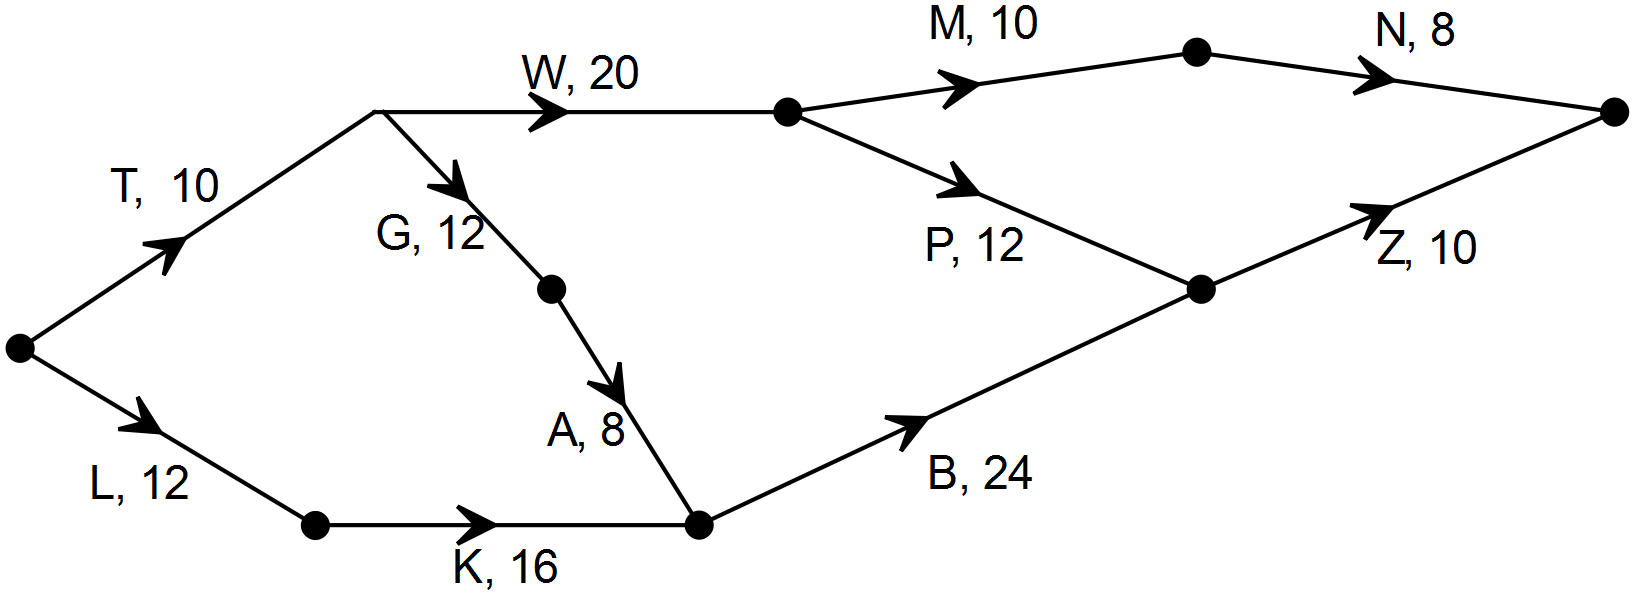 M, 10
N, 8
W, 20
T, 10
G, 12
P, 12
Z, 10
A, 8
L, 12
B, 24
K, 16